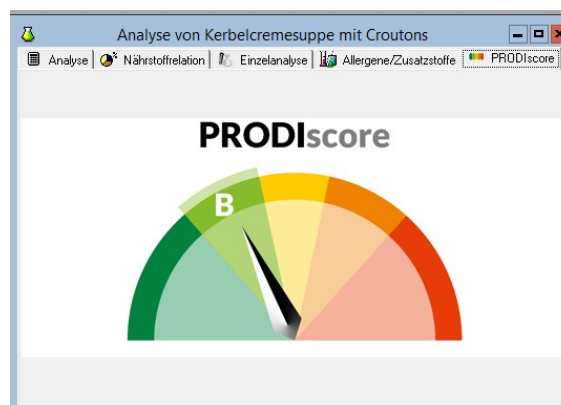 Analyse von Kerbelcremesuppe mit Croutons
Analyse Nährstoffrelation Einzelanalyse Allergene/Zusatzstoffe PRODIscore
PRODIscore
B